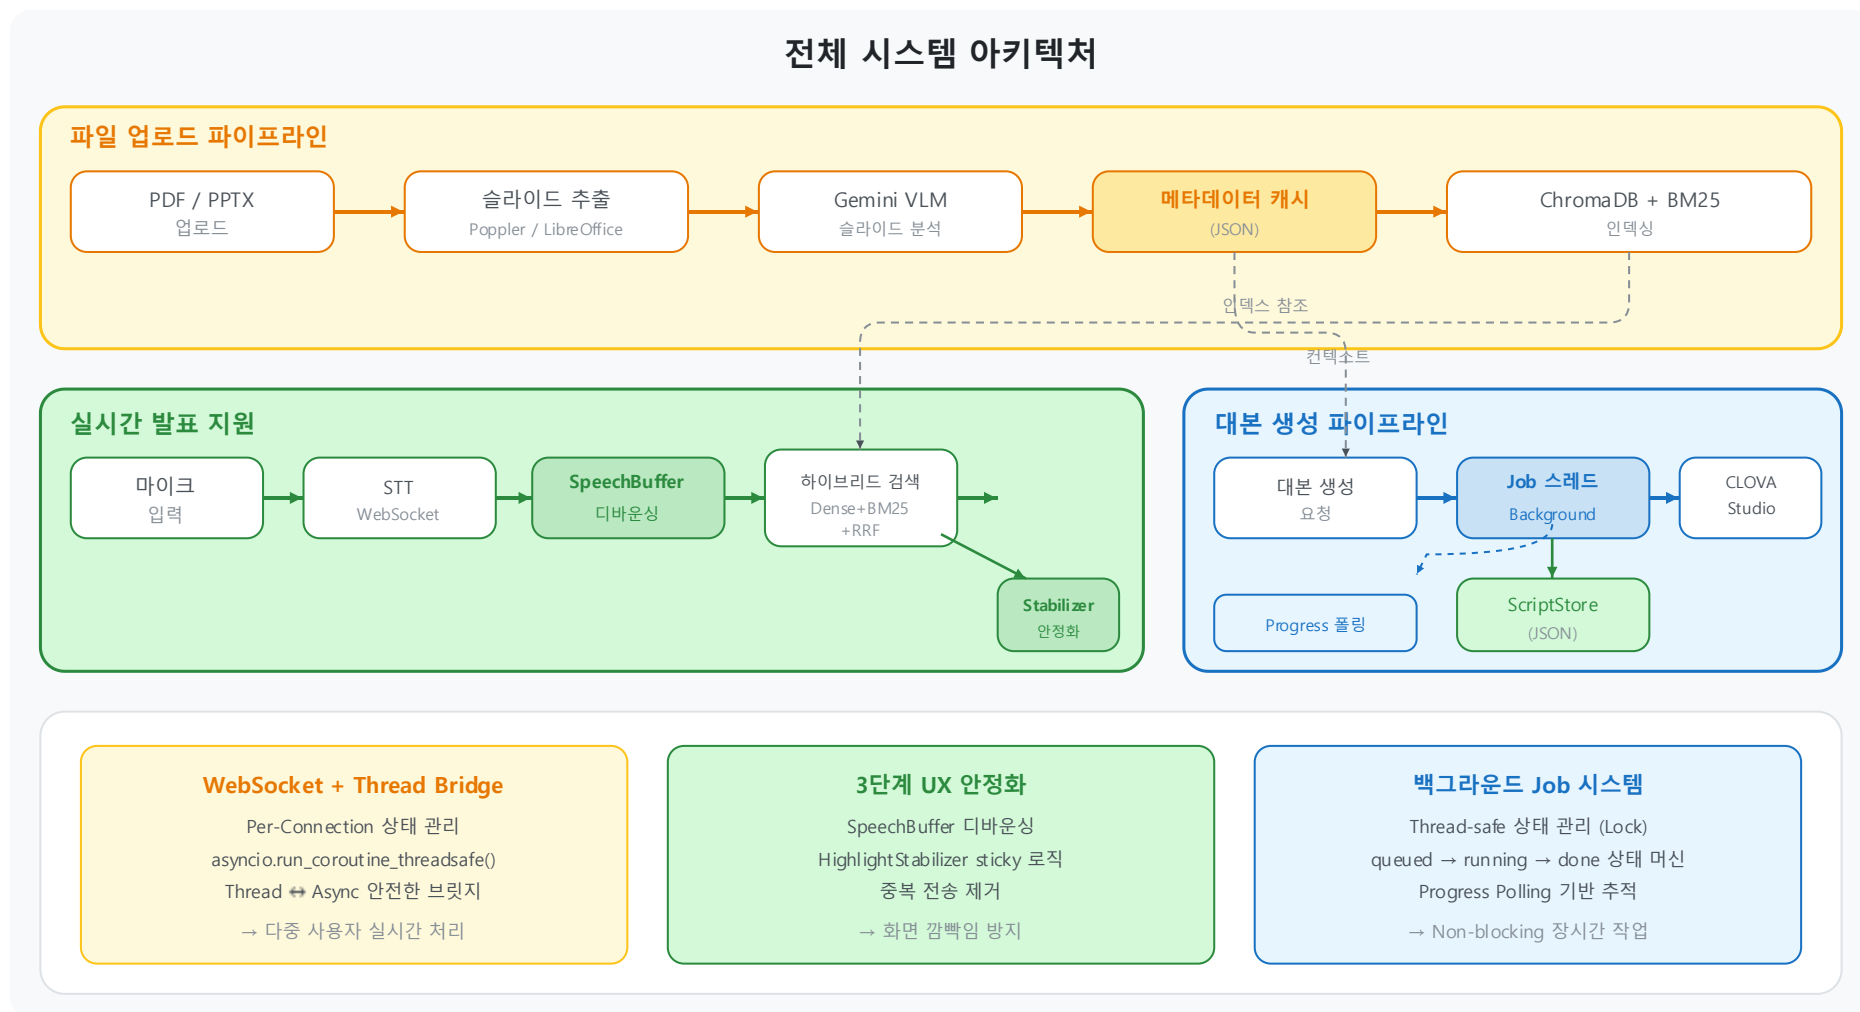 전체 시스템 아키텍처
파일 업로드 파이프라인
PDF / PPTX
업로드
슬라이드 추출
Poppler / LibreOffice
Gemini VLM
슬라이드 분석
메타데이터 캐시
(JSON)
ChromaDB + BM25
인덱싱
인덱스 참조
컨텍스트
실시간 발표 지원
마이크
입력
STT
WebSocket
SpeechBuffer
디바운싱
하이브리드 검색
Dense+BM25
+RRF
Stabilizer
안정화
대본 생성 파이프라인
대본 생성
요청
Job 스레드
Background
CLOVA
Studio
Progress 폴링
ScriptStore
(JSON)
WebSocket + Thread Bridge
Per-Connection 상태 관리
asyncio.run_coroutine_threadsafe()
Thread ↔ Async 안전한 브릿지
→ 다중 사용자 실시간 처리
3단계 UX 안정화
SpeechBuffer 디바운싱
HighlightStabilizer sticky 로직
중복 전송 제거
→ 화면 깜빡임 방지
백그라운드 Job 시스템
Thread-safe 상태 관리 (Lock)
queued → running → done 상태 머신
Progress Polling 기반 추적
→ Non-blocking 장시간 작업